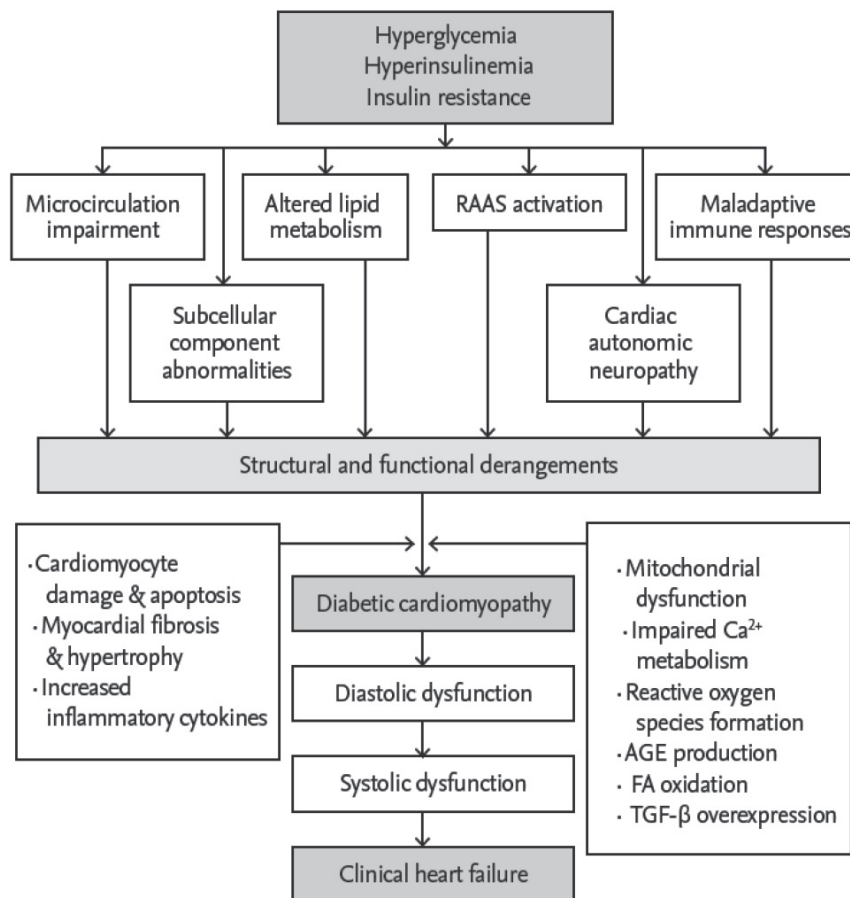 Hyperglycemia
Hyperinsulinemia
Insulin resistance
Microcirculation
impairment
Altered lipid
metabolism
RAAS activation
Maladaptive
immune responses
Subcellular
component
abnormalities
Cardiac
autonomic
neuropathy
Structural and functional derangements
·Cardiomyocyte
damage & apoptosis
·Myocardial fibrosis
& hypertrophy
·Increased
inflammatory cytokines
Diabetic cardiomyopathy
Diastolic dysfunction
Systolic dysfunction
Clinical heart failure
·Mitochondrial
dysfunction
·Impaired Ca²⁺
metabolism
·Reactive oxygen
species formation
·AGE production
· FA oxidation
· TGF-β overexpression